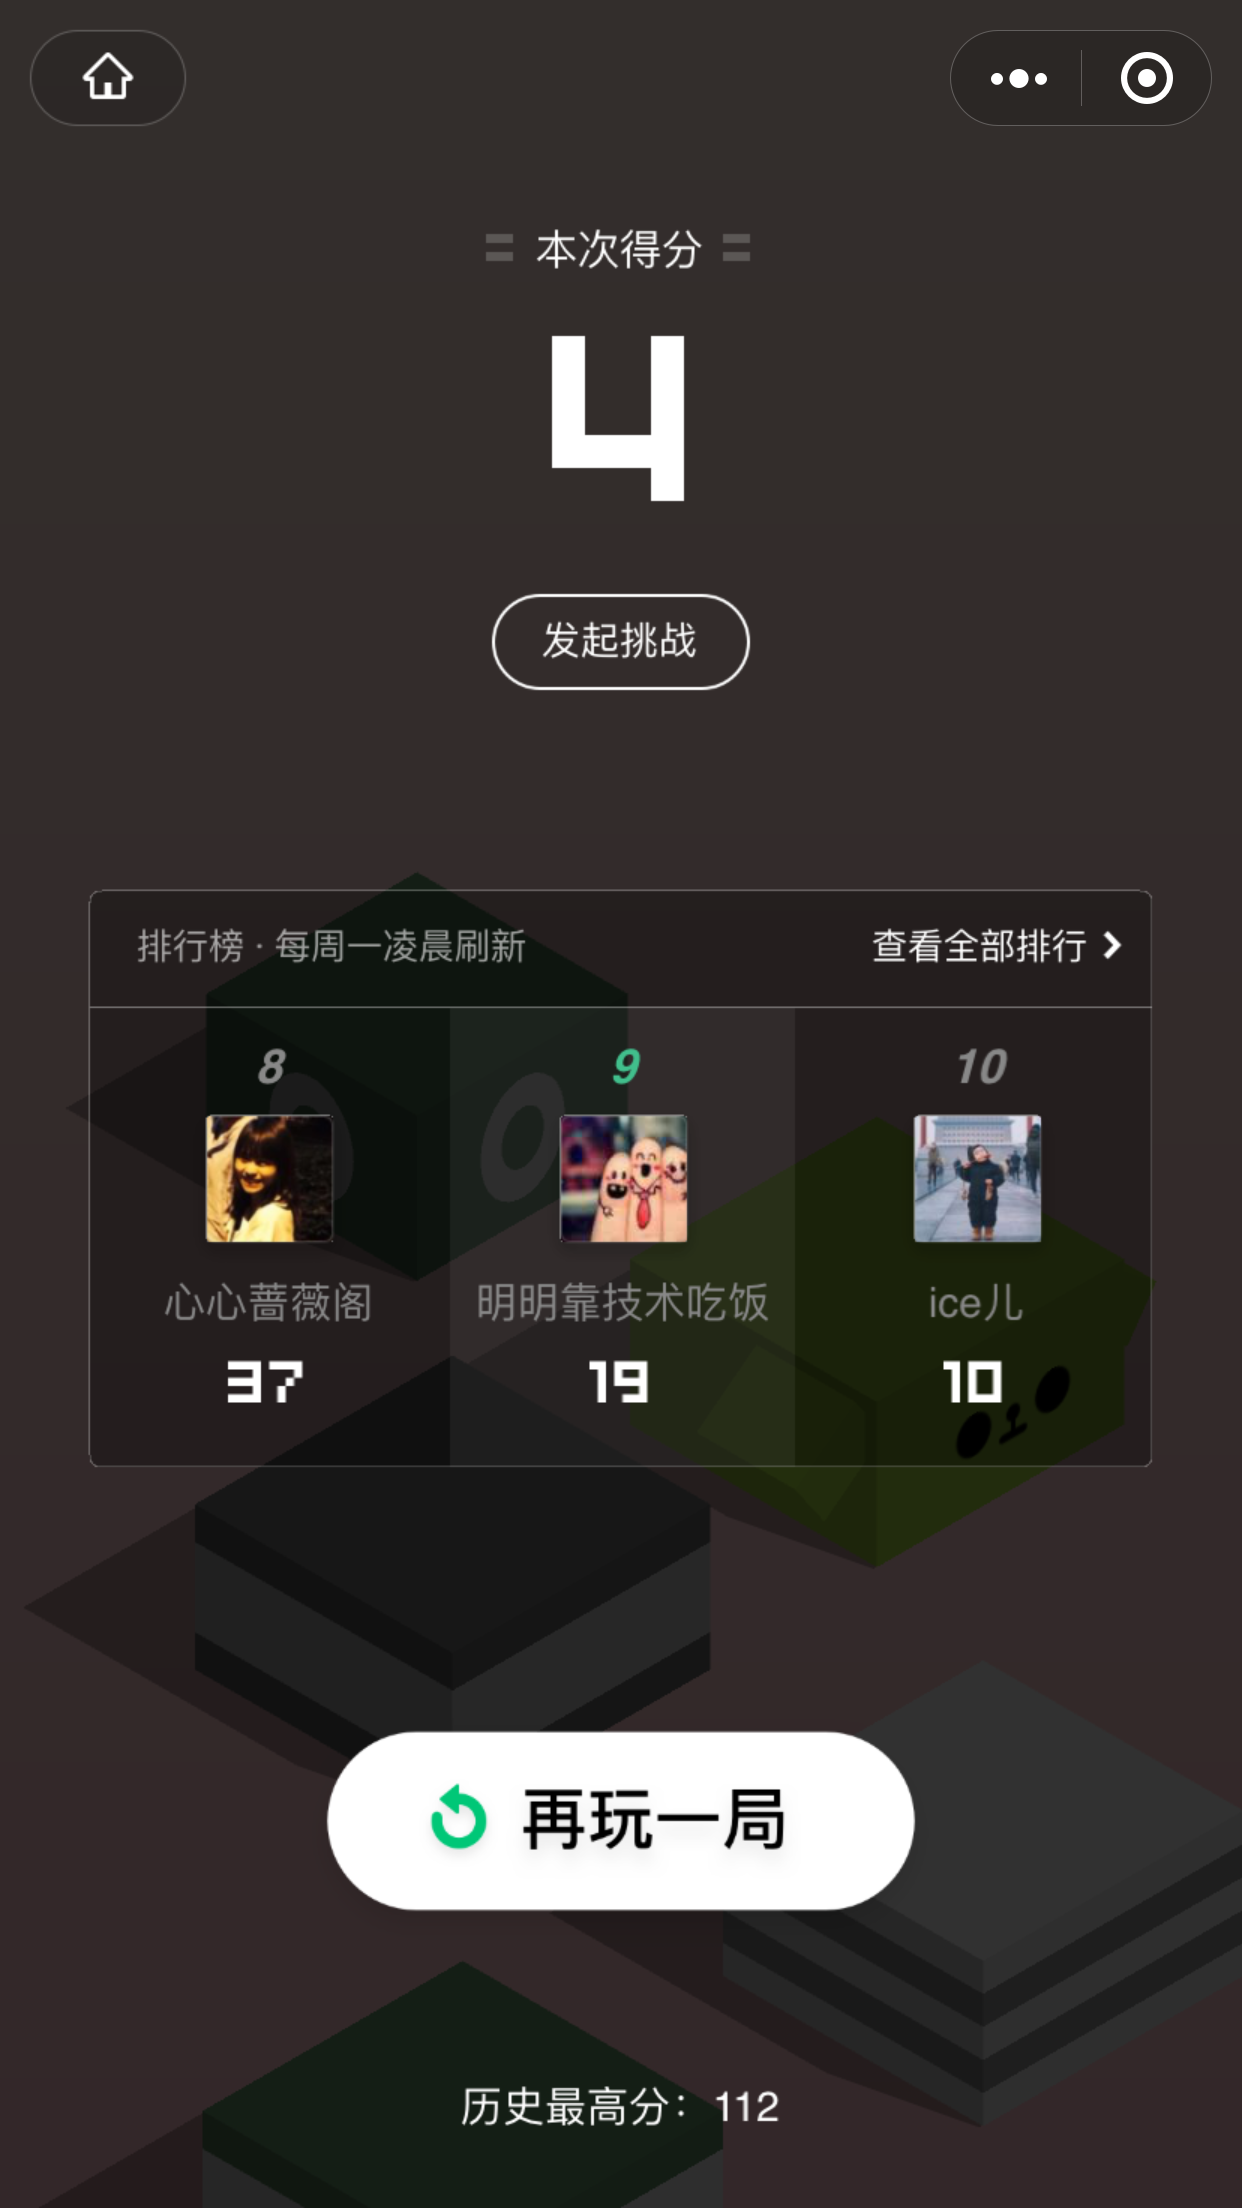 本次得分
4
发起挑战
排行榜 · 每周一凌晨刷新 查看全部排行
8 9 10
心心蔷薇阁 明明靠技术吃饭 ice儿
37 19 10
再玩一局
历史最高分：112